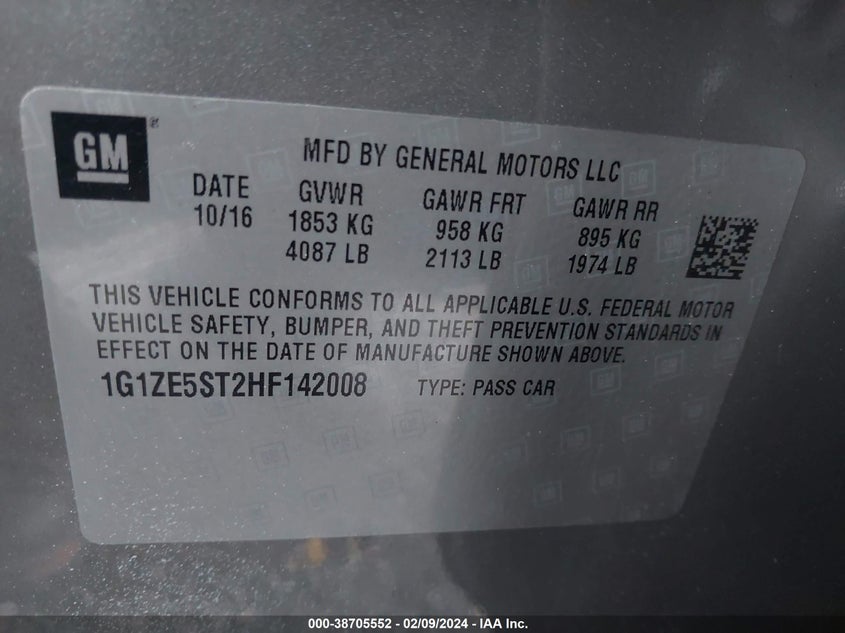 GM®
MFD BY GENERAL MOTORS LLC
DATE GVWR GAWR FRT GAWR RR
10/16 1853 KG 958 KG 895 KG
4087 LB 2113 LB 1974 LB
THIS VEHICLE CONFORMS TO ALL APPLICABLE U.S. FEDERAL MOTOR
VEHICLE SAFETY, BUMPER, AND THEFT PREVENTION STANDARDS IN
EFFECT ON THE DATE OF MANUFACTURE SHOWN ABOVE.
1G1ZE5ST2HF142008 TYPE: PASS CAR
000-38705552 - 02/09/2024 - IAA Inc.